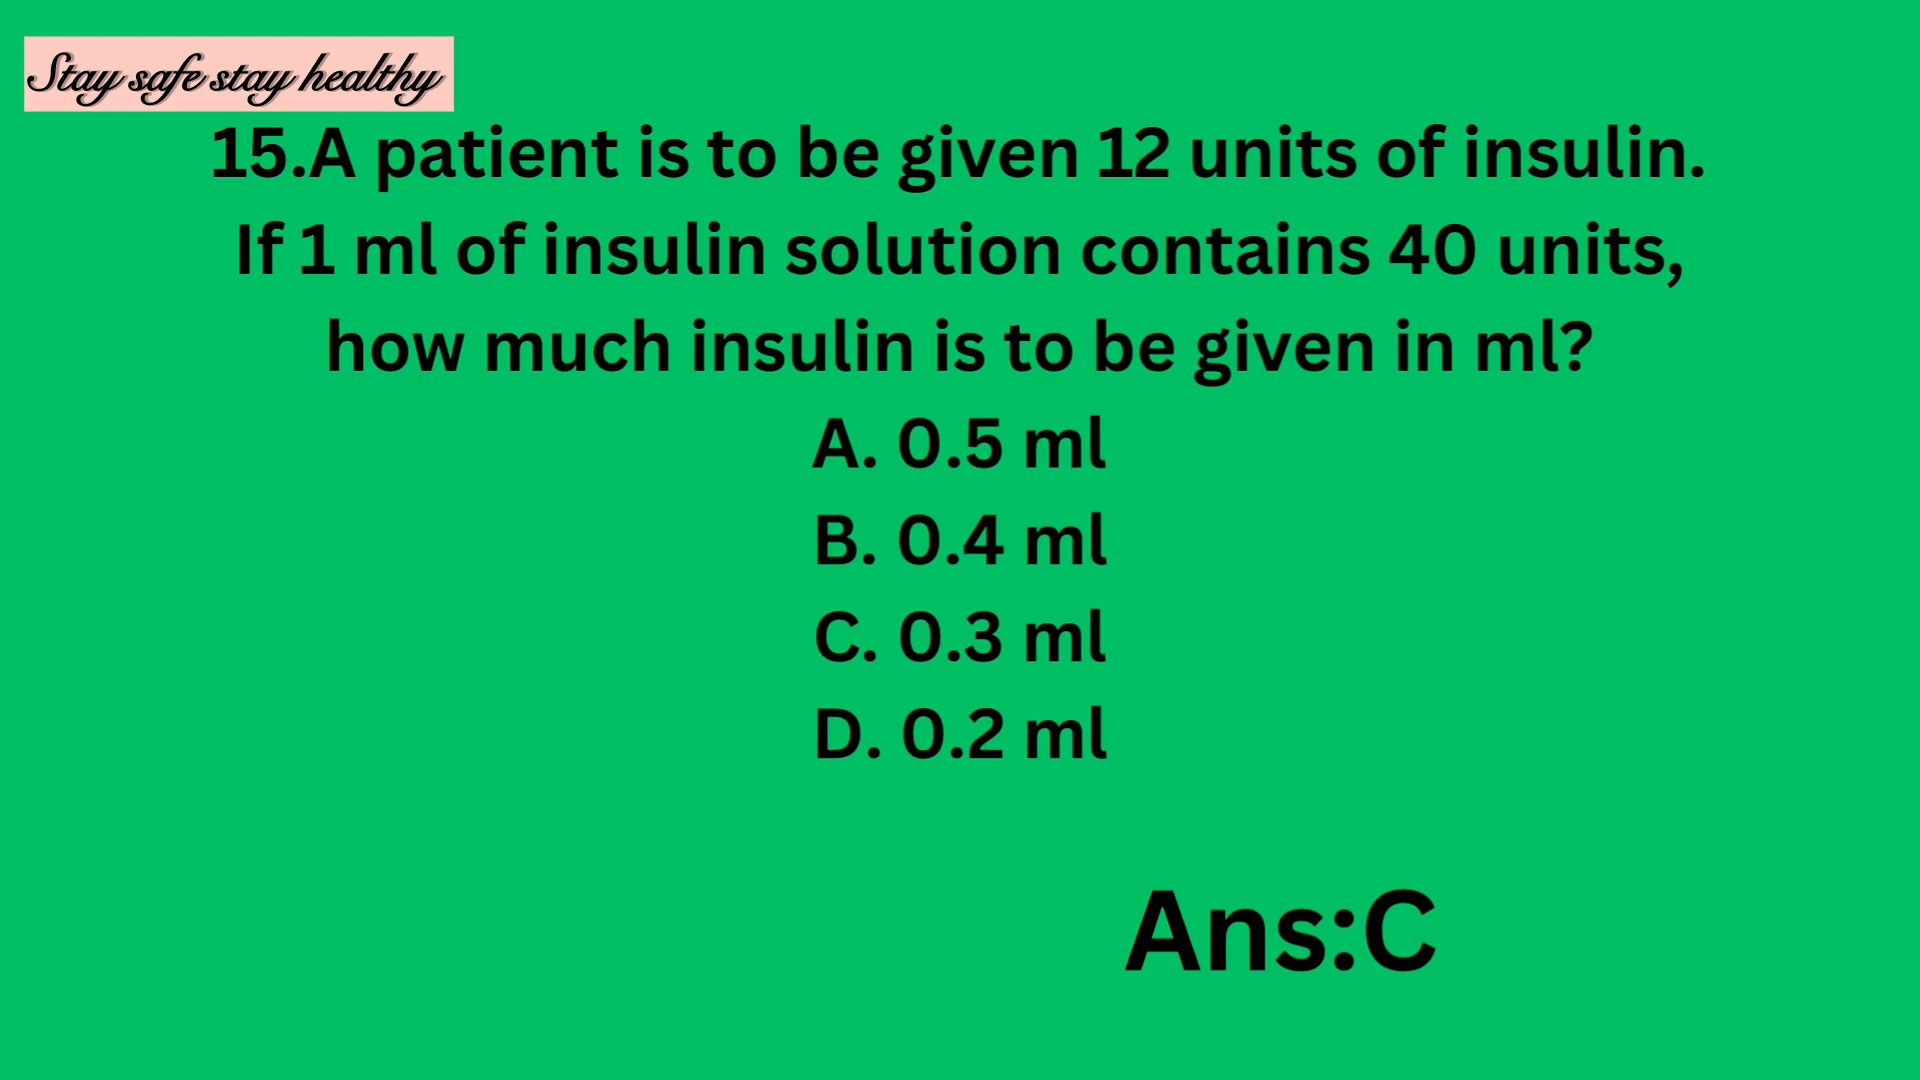 Stay safe stay healthy
15.A patient is to be given 12 units of insulin.
If 1 ml of insulin solution contains 40 units,
how much insulin is to be given in ml?
A. 0.5 ml
B. 0.4 ml
C. 0.3 ml
D. 0.2 ml
Ans:C